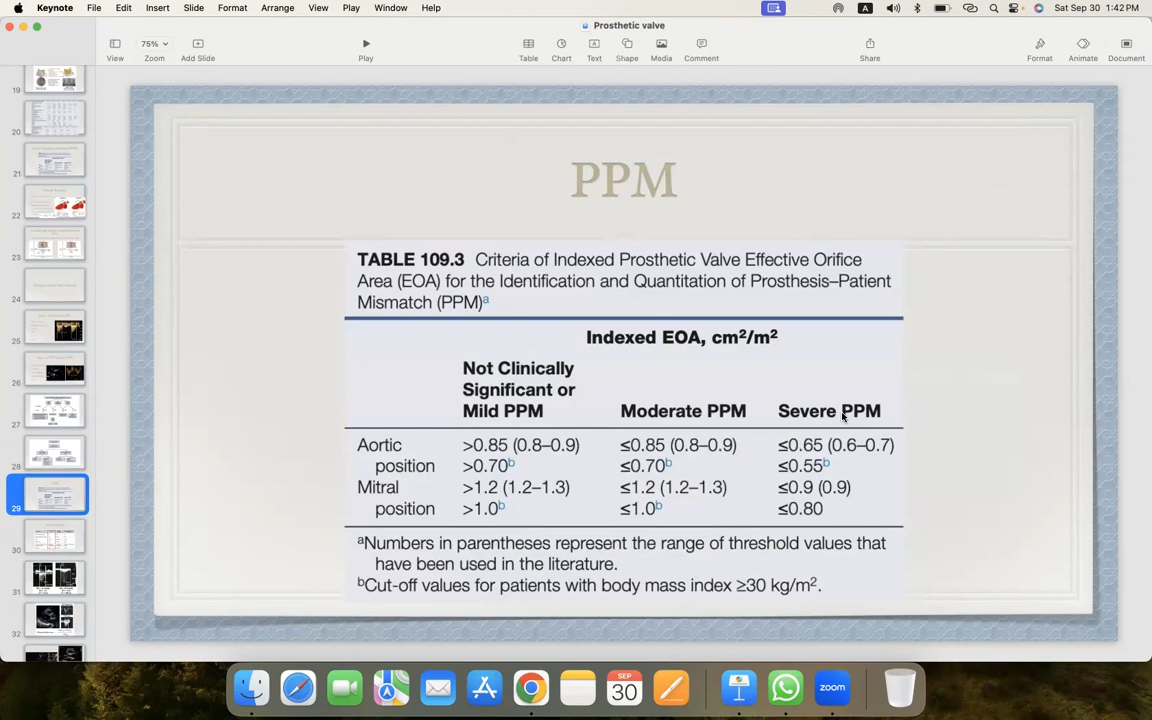 Keynote File Edit Insert Slide Format Arrange View Play Window Help A Sat Sep 30 1:42 PM
Prosthetic valve
75%
View Zoom Add Slide Play Table Chart Text Shape Media Comment Share Format Animate Document
19
20
21
22
23
24
25
26
27
28
29
30
31
32
PPM
TABLE 109.3 Criteria of Indexed Prosthetic Valve Effective Orifice
Area (EOA) for the Identification and Quantitation of Prosthesis–Patient
Mismatch (PPM)ᵃ
Indexed EOA, cm²/m²
Not Clinically
Significant or
Mild PPM Moderate PPM Severe PPM
Aortic >0.85 (0.8–0.9) ≤0.85 (0.8–0.9) ≤0.65 (0.6–0.7)
position >0.70ᵇ ≤0.70ᵇ ≤0.55ᵇ
Mitral >1.2 (1.2–1.3) ≤1.2 (1.2–1.3) ≤0.9 (0.9)
position >1.0ᵇ ≤1.0ᵇ ≤0.80
ᵃNumbers in parentheses represent the range of threshold values that
have been used in the literature.
ᵇCut-off values for patients with body mass index ≥30 kg/m².
SEP
30
zoom